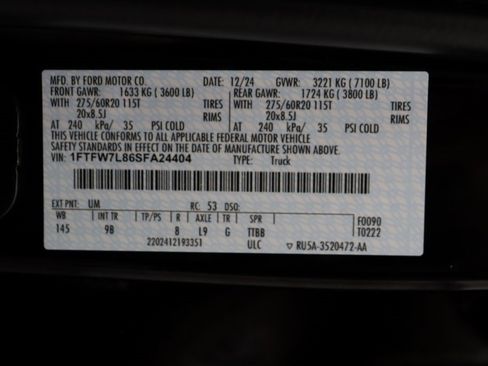 MFD. BY FORD MOTOR CO. DATE: 12/24 GVWR: 3221 KG (7100 LB)
FRONT GAWR: 1633 KG (3600 LB) REAR GAWR: 1724 KG (3800 LB)
WITH 275/60R20 115T TIRES WITH 275/60R20 115T TIRES
20x8.5J RIMS 20x8.5J RIMS
AT 240 kPa/ 35 PSI COLD AT 240 kPa/ 35 PSI COLD
THIS VEHICLE CONFORMS TO ALL APPLICABLE FEDERAL MOTOR VEHICLE
SAFETY STANDARDS IN EFFECT ON THE DATE OF MANUFACTURE SHOWN ABOVE.
VIN: 1FTFW7L86SFA24404 TYPE: Truck
EXT PNT: UM RC: 53 DSO:
WB INT TR TP/PS R AXLE TR SPR F0090
145 9B 8 L9 G TTBB T0222
2202412193351 ULC RU5A-3520472-AA